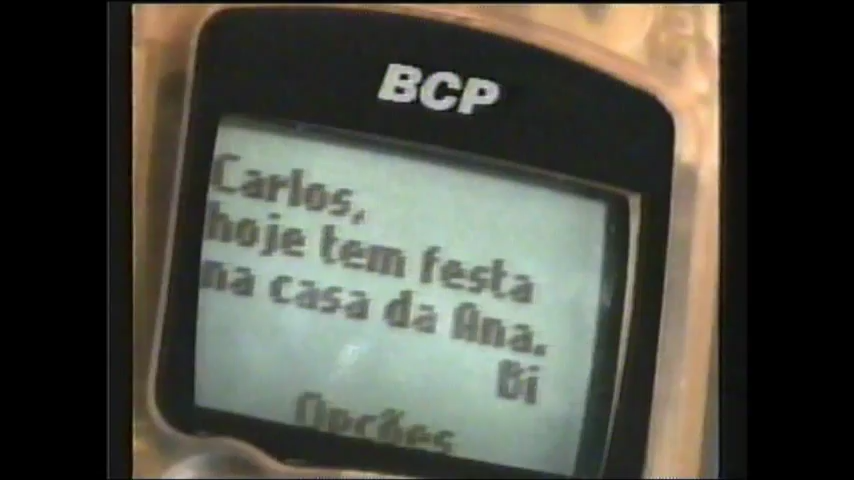 BCP
Carlos,
hoje tem festa
na casa da Ana.
Bi
Opções